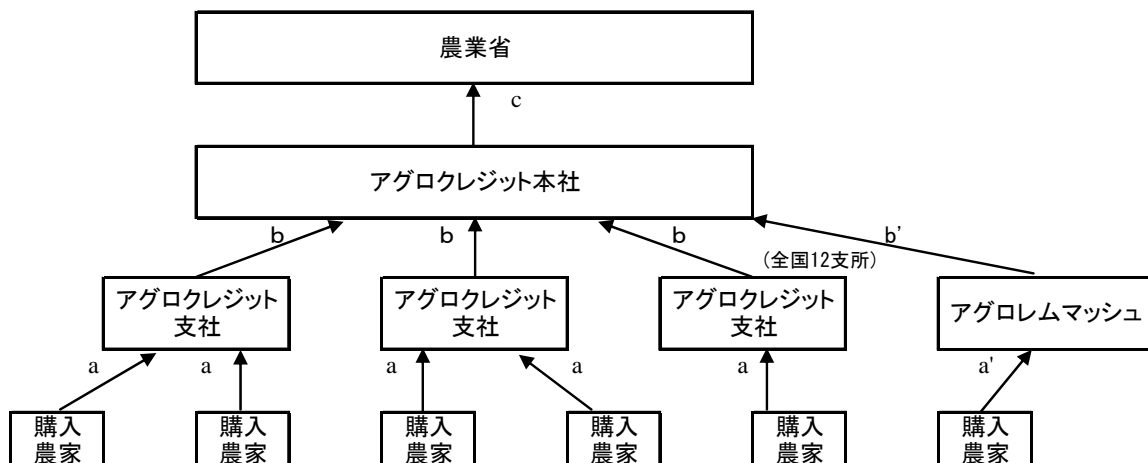 農業省
c
アグロクレジット本社
b
b
b
b'
(全国12支所)
アグロクレジット
支社
アグロクレジット
支社
アグロクレジット
支社
アグロレムマッシュ
a
a
a
a
a
a'
購入
農家
購入
農家
購入
農家
購入
農家
購入
農家
購入
農家